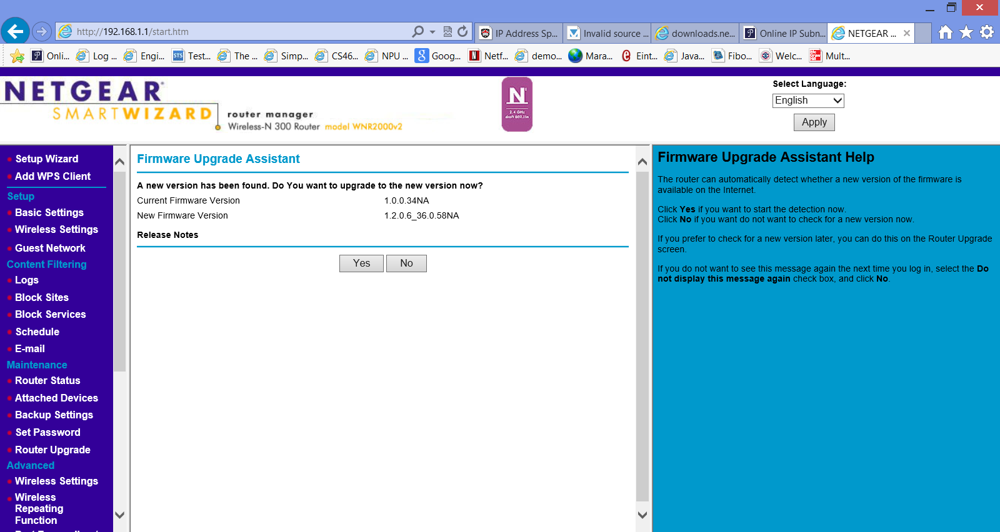 http://192.168.1.1/start.htm
IP Address Sp...
Invalid source ...
downloads.ne...
Online IP Subn...
NETGEAR ...
Onli...
Log ...
Engi...
STS
Test...
The ...
Simp...
CS46...
NPU ...
Goog...
Netf...
demo...
Mara...
Eint...
Java...
Fibo...
Welc...
Mult...
NETGEAR
SMARTWIZARD
router manager
Wireless-N 300 Router model WNR2000v2
N
2.4 GHz
draft 802.11n
Select Language:
English
Apply
Setup Wizard
Add WPS Client
Setup
Basic Settings
Wireless Settings
Guest Network
Content Filtering
Logs
Block Sites
Block Services
Schedule
E-mail
Maintenance
Router Status
Attached Devices
Backup Settings
Set Password
Router Upgrade
Advanced
Wireless Settings
Wireless
Repeating
Function
Firmware Upgrade Assistant
A new version has been found. Do You want to upgrade to the new version now?
Current Firmware Version 1.0.0.34NA
New Firmware Version 1.2.0.6_36.0.58NA
Release Notes
Yes No
Firmware Upgrade Assistant Help
The router can automatically detect whether a new version of the firmware is
available on the Internet.
Click Yes if you want to start the detection now.
Click No if you want do not want to check for a new version now.
If you prefer to check for a new version later, you can do this on the Router Upgrade
screen.
If you do not want to see this message again the next time you log in, select the Do
not display this message again check box, and click No.